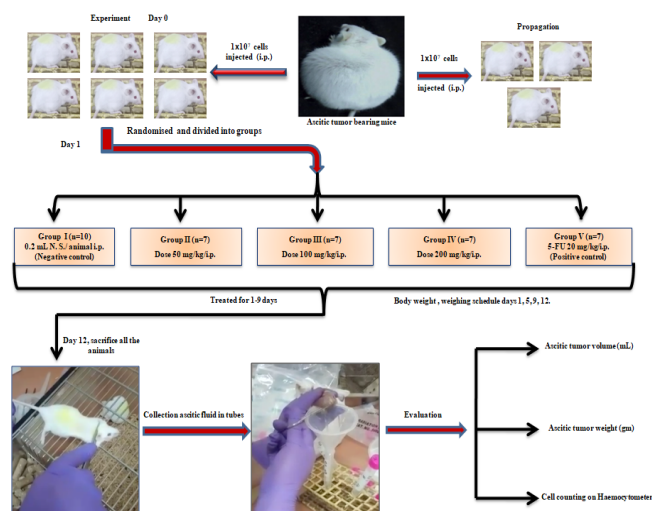 Experiment Day 0
1x10⁷ cells
injected (i.p.)
Ascitic tumor bearing mice
1x10⁷ cells
injected (i.p.)
Propagation
Day 1
Randomised and divided into groups
Group I (n=10)
0.2 mL N. S./ animal i.p.
(Negative control)
Group II (n=7)
Dose 50 mg/kg/i.p.
Group III (n=7)
Dose 100 mg/kg/i.p.
Group IV (n=7)
Dose 200 mg/kg/i.p.
Group V (n=7)
5-FU 20 mg/kg/i.p.
(Positive control)
Treated for 1-9 days
Body weight , weighing schedule days 1, 5, 9, 12.
Day 12, sacrifice all the
animals
Collection ascitic fluid in tubes
Evaluation
Ascitic tumor volume (mL)
Ascitic tumor weight (gm)
Cell counting on Haemocytometer